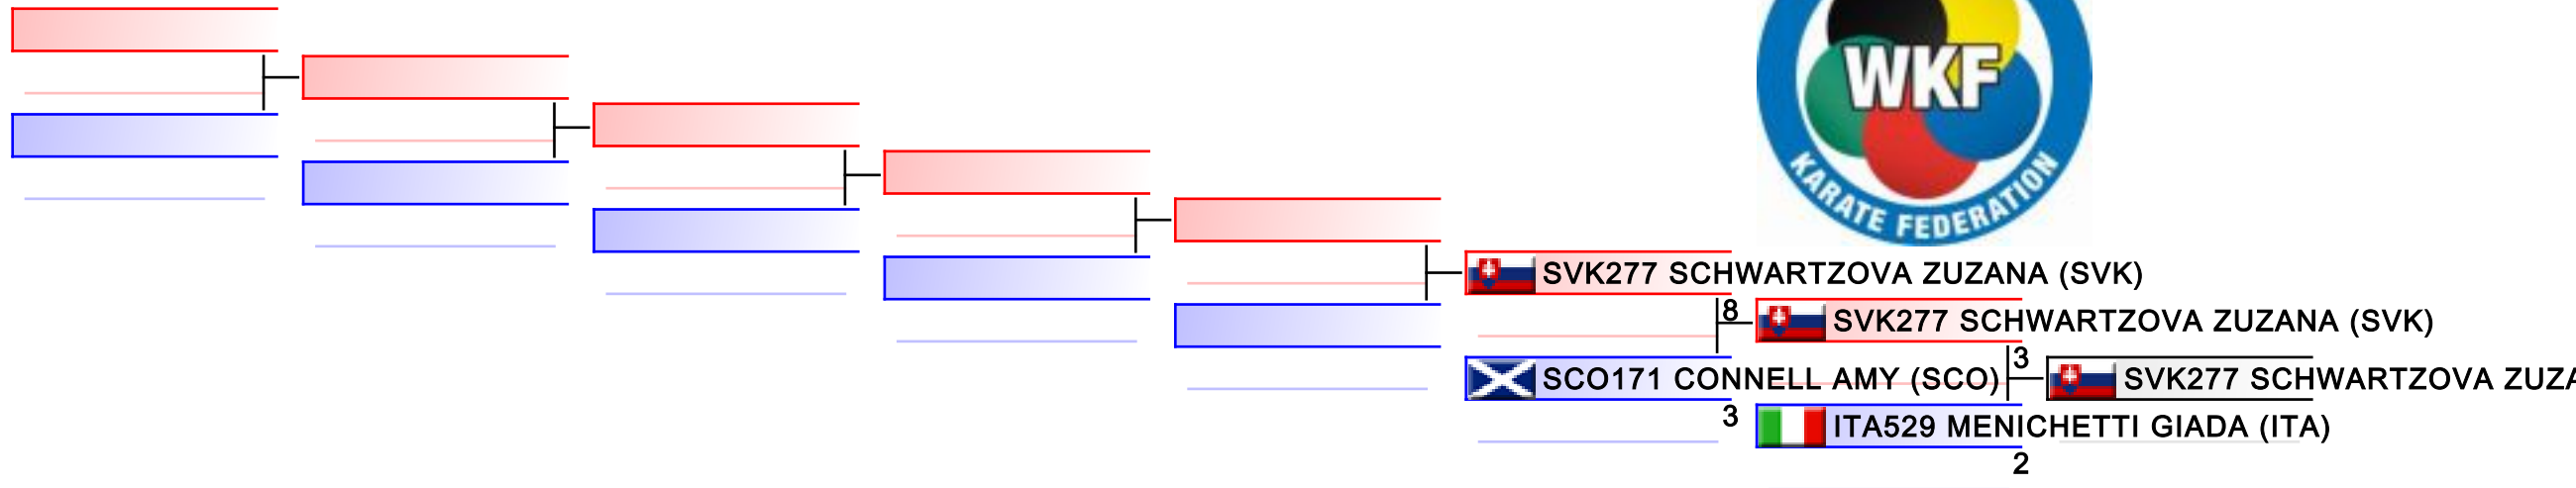 WKF
KARATE FEDERATION
SVK277 SCHWARTZOVA ZUZANA (SVK)
8
SVK277 SCHWARTZOVA ZUZANA (SVK)
3
SCO171 CONNELL AMY (SCO)
SVK277 SCHWARTZOVA ZUZA
3
ITA529 MENICHETTI GIADA (ITA)
2